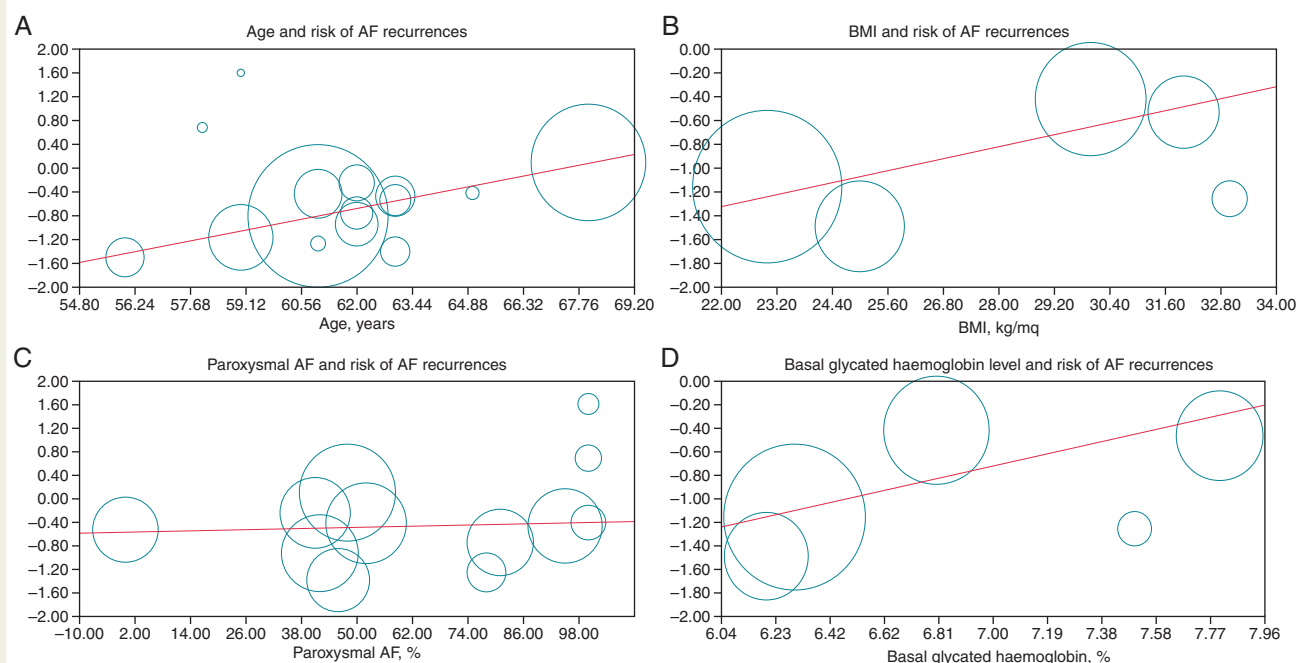 A
Age and risk of AF recurrences
2.00
1.60
1.20
0.80
0.40
0.00
–0.40
–0.80
–1.20
–1.60
–2.00
54.80 56.24 57.68 59.12 60.56 62.00 63.44 64.88 66.32 67.76 69.20
Age, years
B
BMI and risk of AF recurrences
0.00
–0.20
–0.40
–0.60
–0.80
–1.00
–1.20
–1.40
–1.60
–1.80
–2.00
22.00 23.20 24.40 25.60 26.80 28.00 29.20 30.40 31.60 32.80 34.00
BMI, kg/mq
C
Paroxysmal AF and risk of AF recurrences
2.00
1.60
1.20
0.80
0.40
0.00
–0.40
–0.80
–1.20
–1.60
–2.00
–10.00 2.00 14.00 26.00 38.00 50.00 62.00 74.00 86.00 98.00
Paroxysmal AF, %
D
Basal glycated haemoglobin level and risk of AF recurrences
0.00
–0.20
–0.40
–0.60
–0.80
–1.00
–1.20
–1.40
–1.60
–1.80
–2.00
6.04 6.23 6.42 6.62 6.81 7.00 7.19 7.38 7.58 7.77 7.96
Basal glycated haemoglobin, %